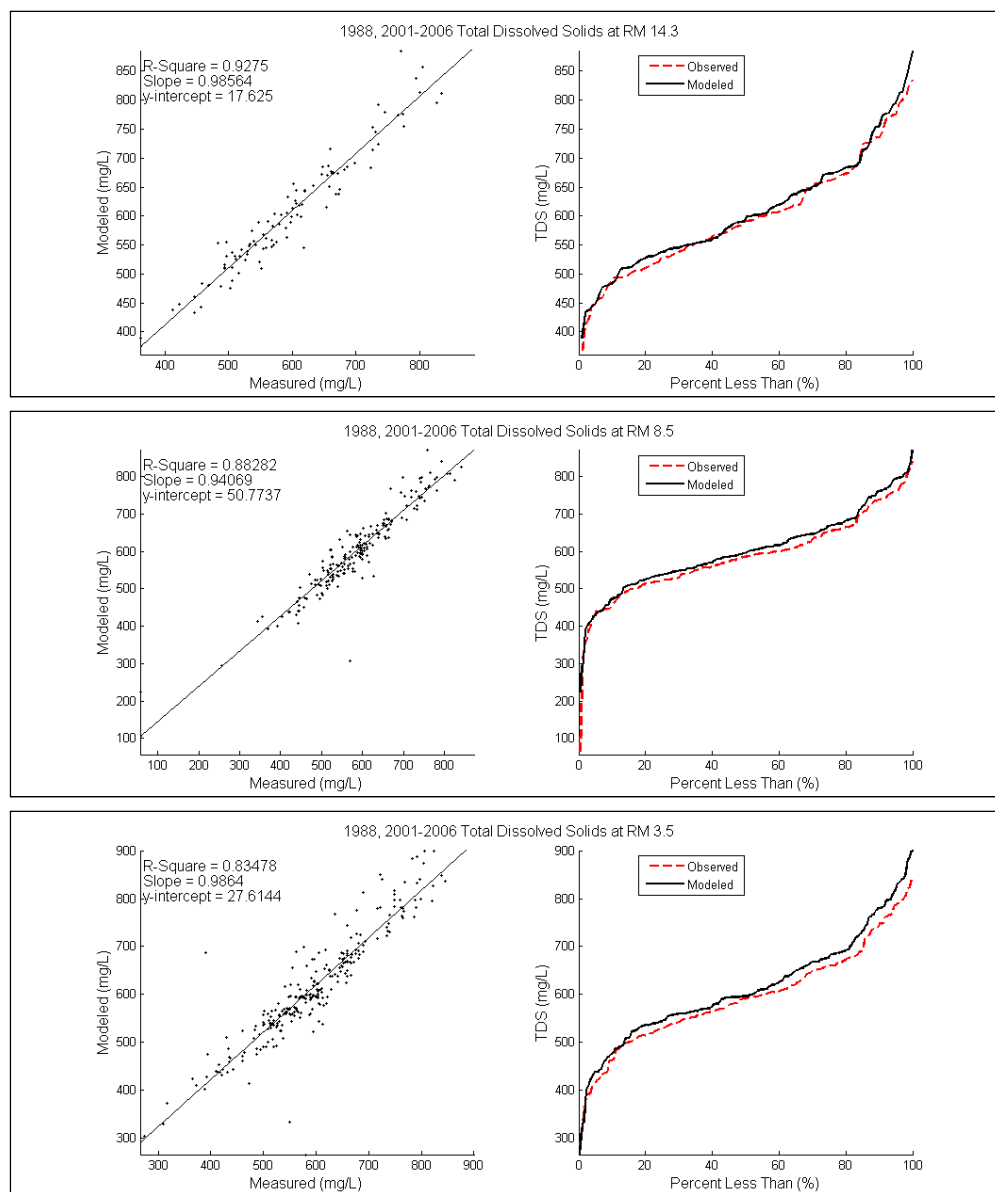 1988, 2001-2006 Total Dissolved Solids at RM 14.3
R-Square = 0.9275
Slope = 0.98564
y-intercept = 17.625
Modeled (mg/L)
850
800
750
700
650
600
550
500
450
400
400 500 600 700 800
Measured (mg/L)
Observed
Modeled
TDS (mg/L)
850
800
750
700
650
600
550
500
450
400
0 20 40 60 80 100
Percent Less Than (%)
1988, 2001-2006 Total Dissolved Solids at RM 8.5
R-Square = 0.88282
Slope = 0.94069
y-intercept = 50.7737
Modeled (mg/L)
800
700
600
500
400
300
200
100
100 200 300 400 500 600 700 800
Measured (mg/L)
Observed
Modeled
TDS (mg/L)
800
700
600
500
400
300
200
100
0 20 40 60 80 100
Percent Less Than (%)
1988, 2001-2006 Total Dissolved Solids at RM 3.5
R-Square = 0.83478
Slope = 0.9864
y-intercept = 27.6144
Modeled (mg/L)
900
800
700
600
500
400
300
300 400 500 600 700 800 900
Measured (mg/L)
Observed
Modeled
TDS (mg/L)
900
800
700
600
500
400
300
0 20 40 60 80 100
Percent Less Than (%)